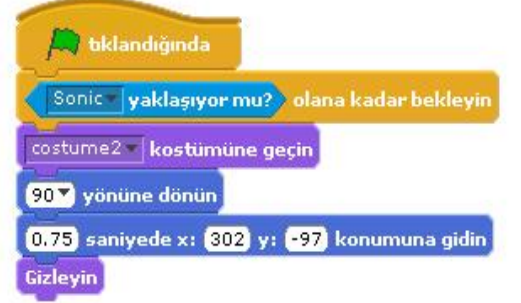 tıklandığında
Sonic yaklaşıyor mu? olana kadar bekleyin
costume2 kostümüne geçin
90 yönüne dönün
0.75 saniyede x: 302 y: -97 konumuna gidin
Gizleyin